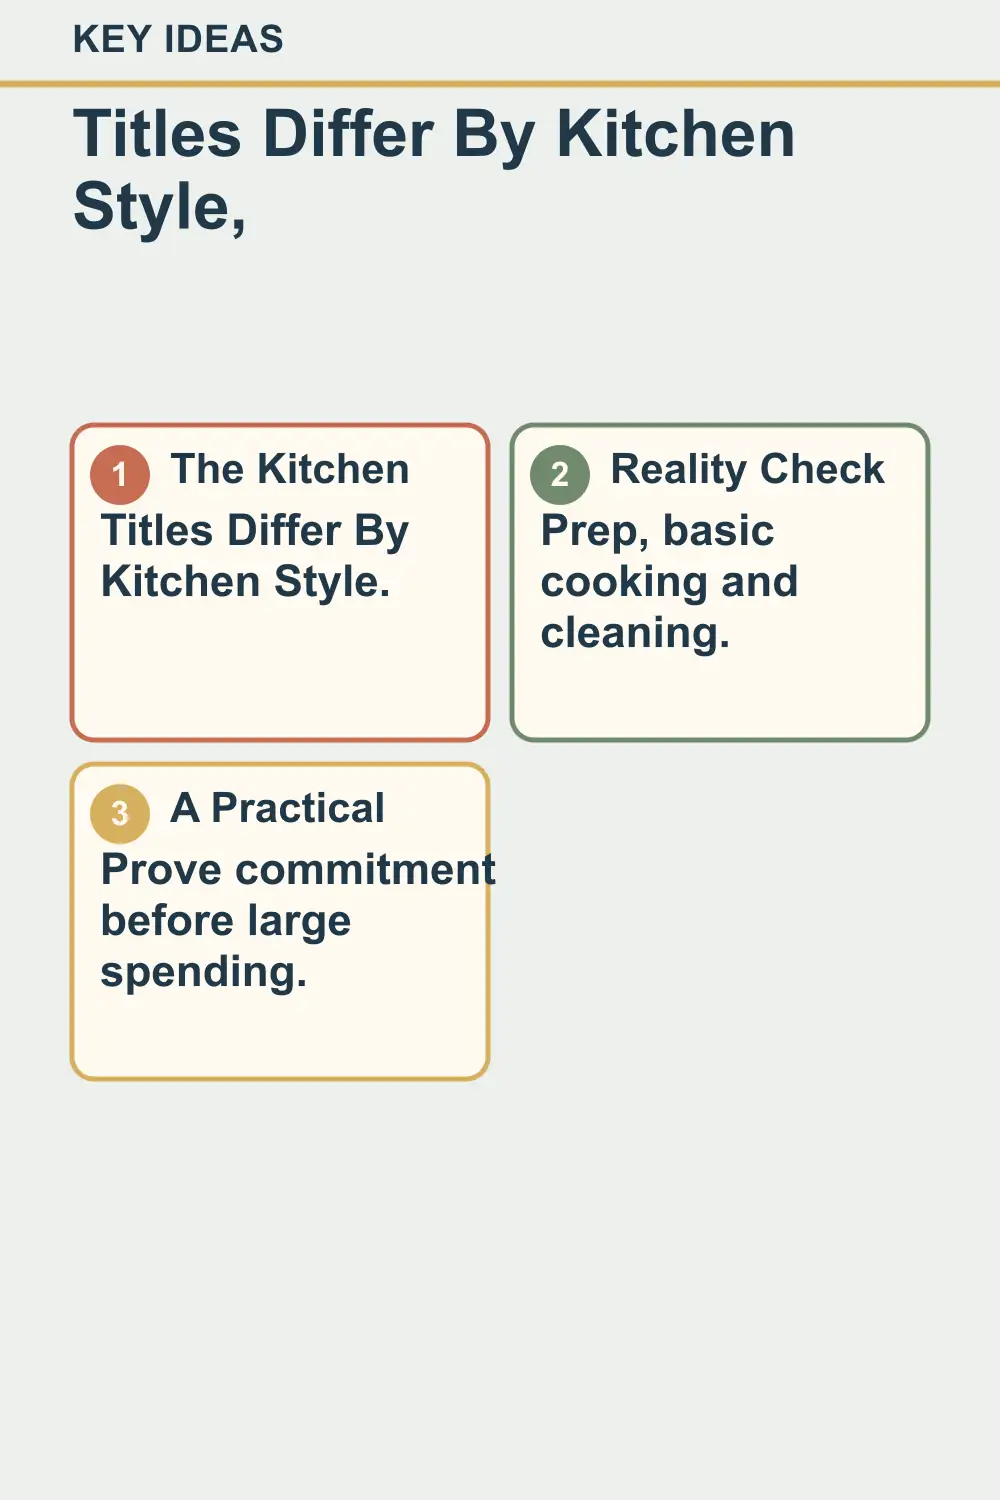 KEY IDEAS
Titles Differ By Kitchen
Style,
1 The Kitchen
Titles Differ By
Kitchen Style.
2 Reality Check
Prep, basic
cooking and
cleaning.
3 A Practical
Prove commitment
before large
spending.